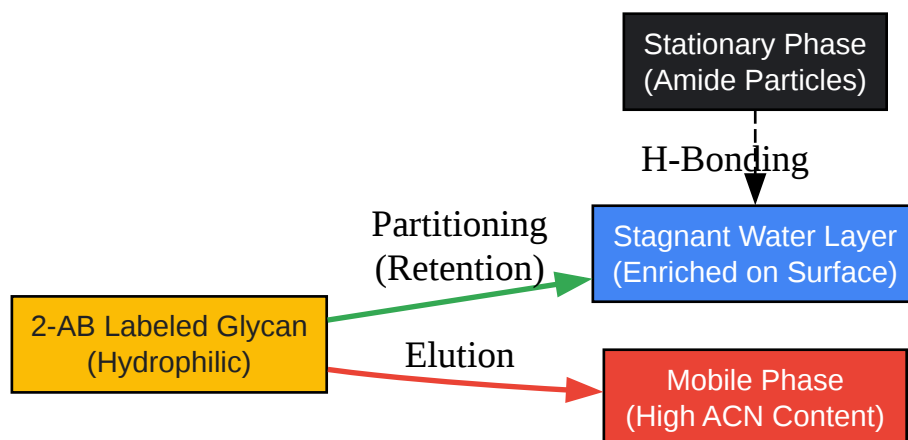 Stationary Phase
(Amide Particles)
H-Bonding
Partitioning
(Retention)
Stagnant Water Layer
(Enriched on Surface)
2-AB Labeled Glycan
(Hydrophilic)
Elution
Mobile Phase
(High ACN Content)